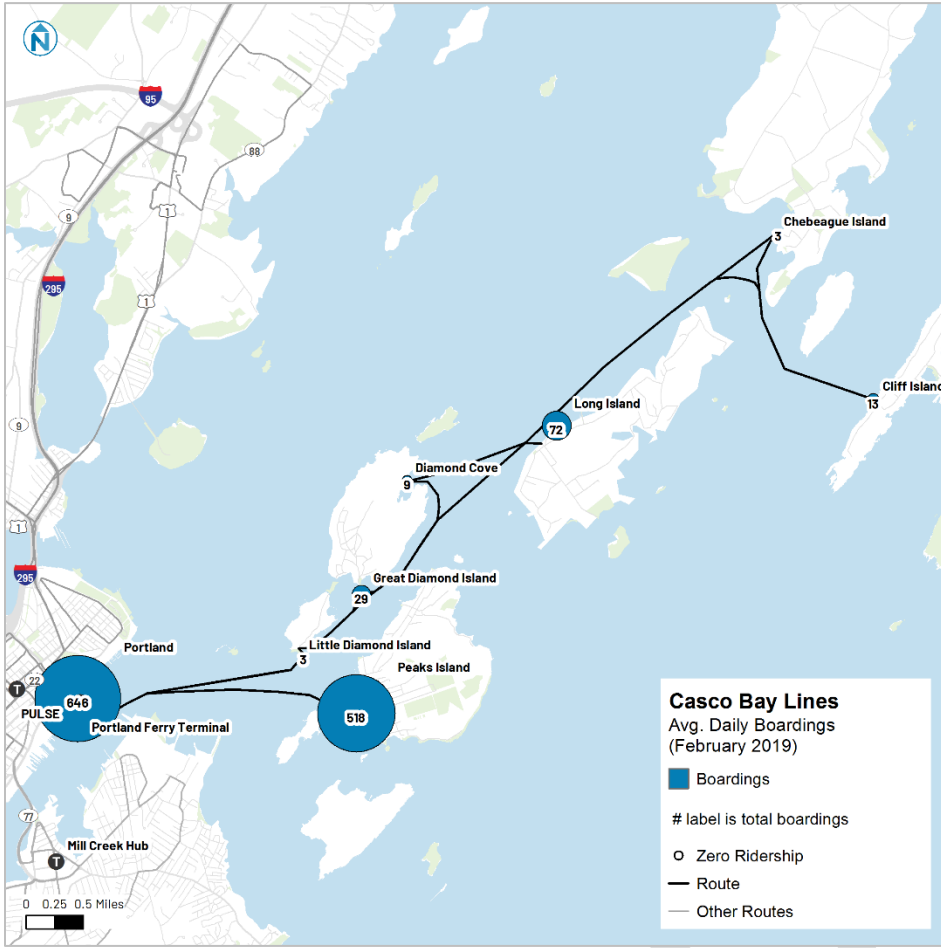 N
95
88
1
9
295
1
Chebeague Island
3
9
Cliff Island
13
Long Island
72
Diamond Cove
9
1
295
Great Diamond Island
29
Little Diamond Island
3
Portland
Peaks Island
22
T
646
518
PULSE
Portland Ferry Terminal
77
Mill Creek Hub
T
0 0.25 0.5 Miles
Casco Bay Lines
Avg. Daily Boardings
(February 2019)
Boardings
# label is total boardings
Zero Ridership
Route
Other Routes